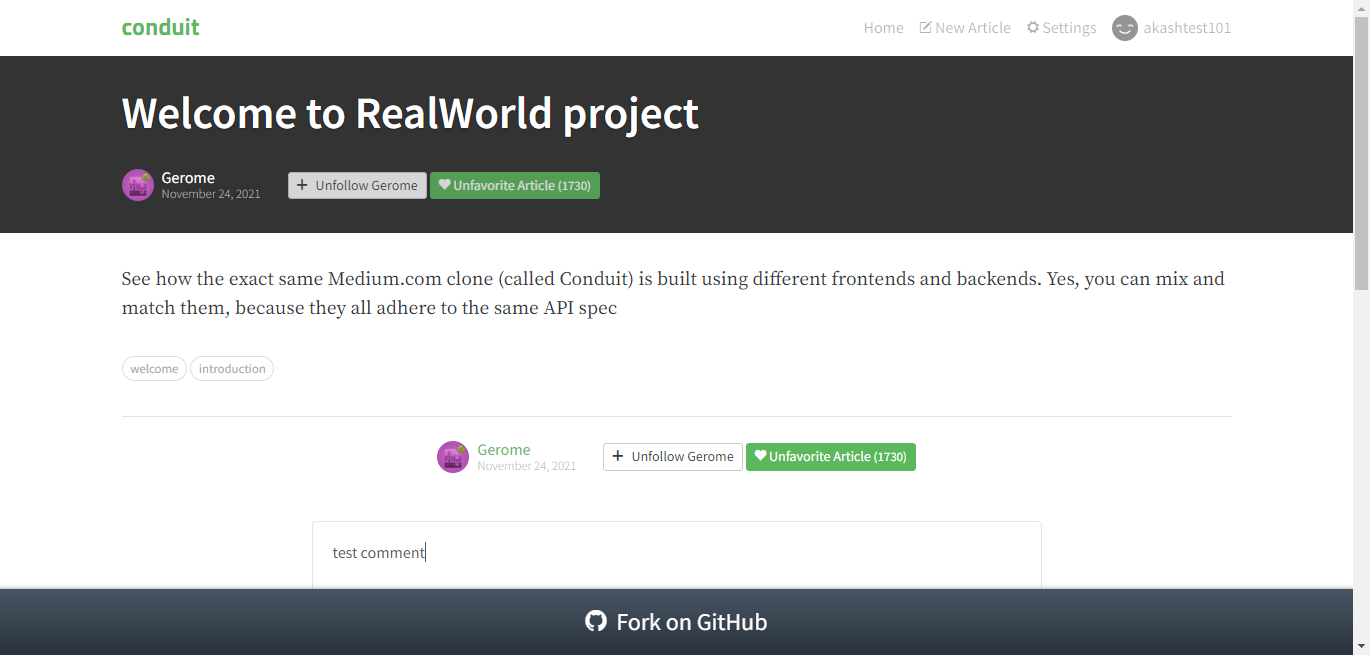 conduit
Home New Article Settings akashtest101
Welcome to RealWorld project
Gerome
November 24, 2021
Unfollow Gerome
Unfavorite Article (1730)
See how the exact same Medium.com clone (called Conduit) is built using different frontends and backends. Yes, you can mix and
match them, because they all adhere to the same API spec
welcome introduction
Gerome
November 24, 2021
Unfollow Gerome
Unfavorite Article (1730)
test comment
Fork on GitHub